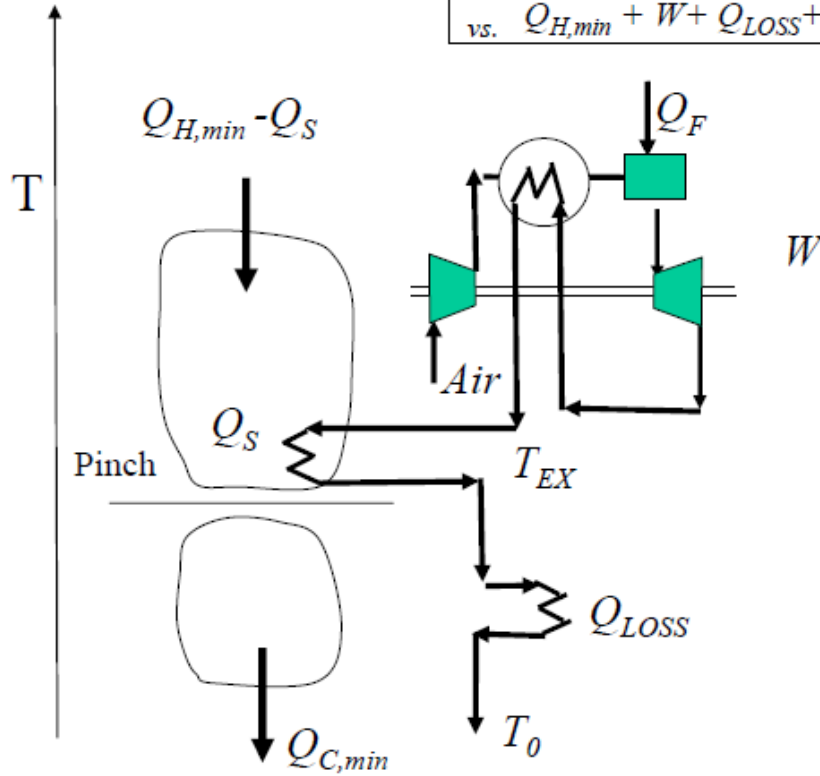 vs. Q_{H,min} + W+ Q_{LOSS}+
Q_{H,min} -Q_S
Q_F
T
W
Air
Q_S
Pinch
T_{EX}
Q_{LOSS}
T_0
Q_{C,min}